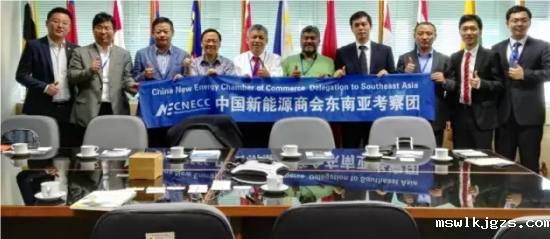 China New Energy Chamber of Commerce Delegation to Southeast Asia
NECNECC 中国新能源商会东南亚考察团
www.mswlkjgzs.com